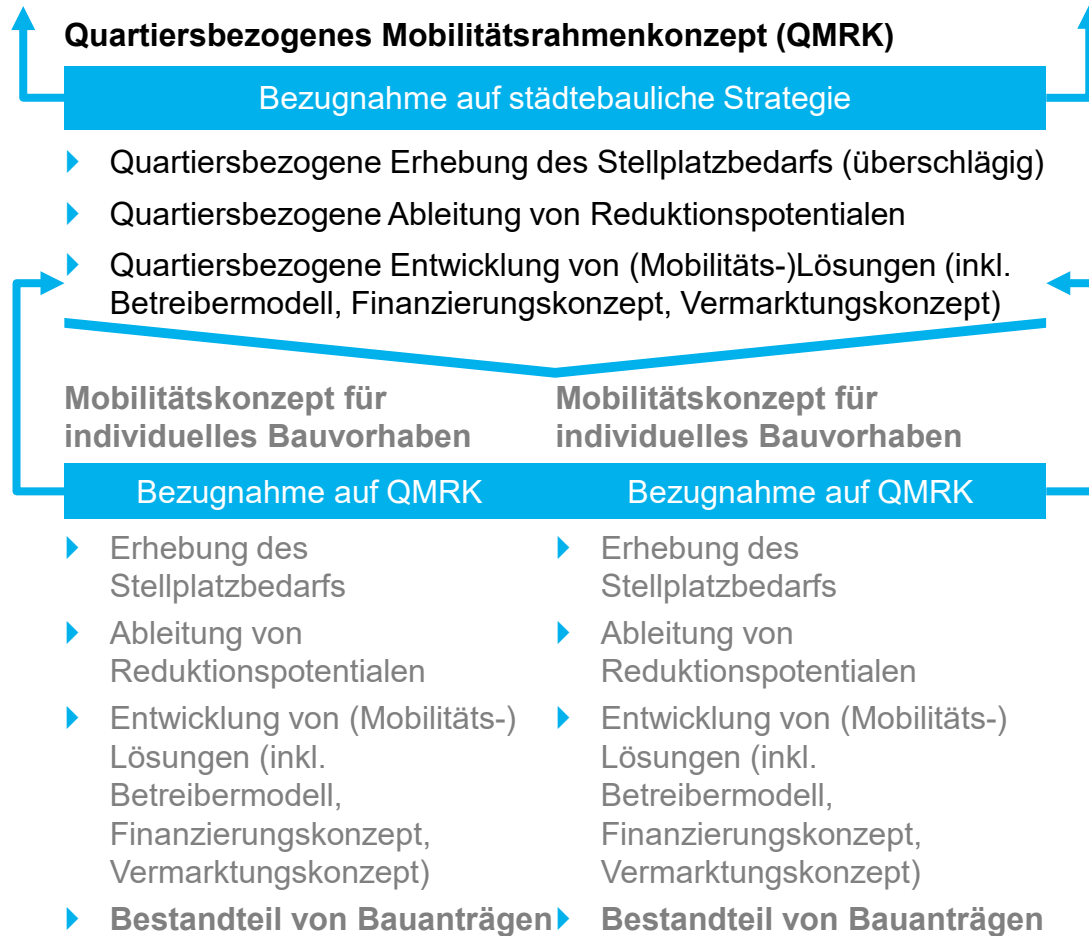 Quartiersbezogenes Mobilitätsrahmenkonzept (QMRK)
Bezugnahme auf städtebauliche Strategie
Quartiersbezogene Erhebung des Stellplatzbedarfs (überschlägig)
Quartiersbezogene Ableitung von Reduktionspotentialen
Quartiersbezogene Entwicklung von (Mobilitäts-)Lösungen (inkl.
Betreibermodell, Finanzierungskonzept, Vermarktungskonzept)
Mobilitätskonzept für
individuelles Bauvorhaben
Bezugnahme auf QMRK
Erhebung des
Stellplatzbedarfs
Ableitung von
Reduktionspotentialen
Entwicklung von (Mobilitäts-)
Lösungen (inkl.
Betreibermodell,
Finanzierungskonzept,
Vermarktungskonzept)
Bestandteil von Bauanträgen
Mobilitätskonzept für
individuelles Bauvorhaben
Bezugnahme auf QMRK
Erhebung des
Stellplatzbedarfs
Ableitung von
Reduktionspotentialen
Entwicklung von (Mobilitäts-)
Lösungen (inkl.
Betreibermodell,
Finanzierungskonzept,
Vermarktungskonzept)
Bestandteil von Bauanträgen